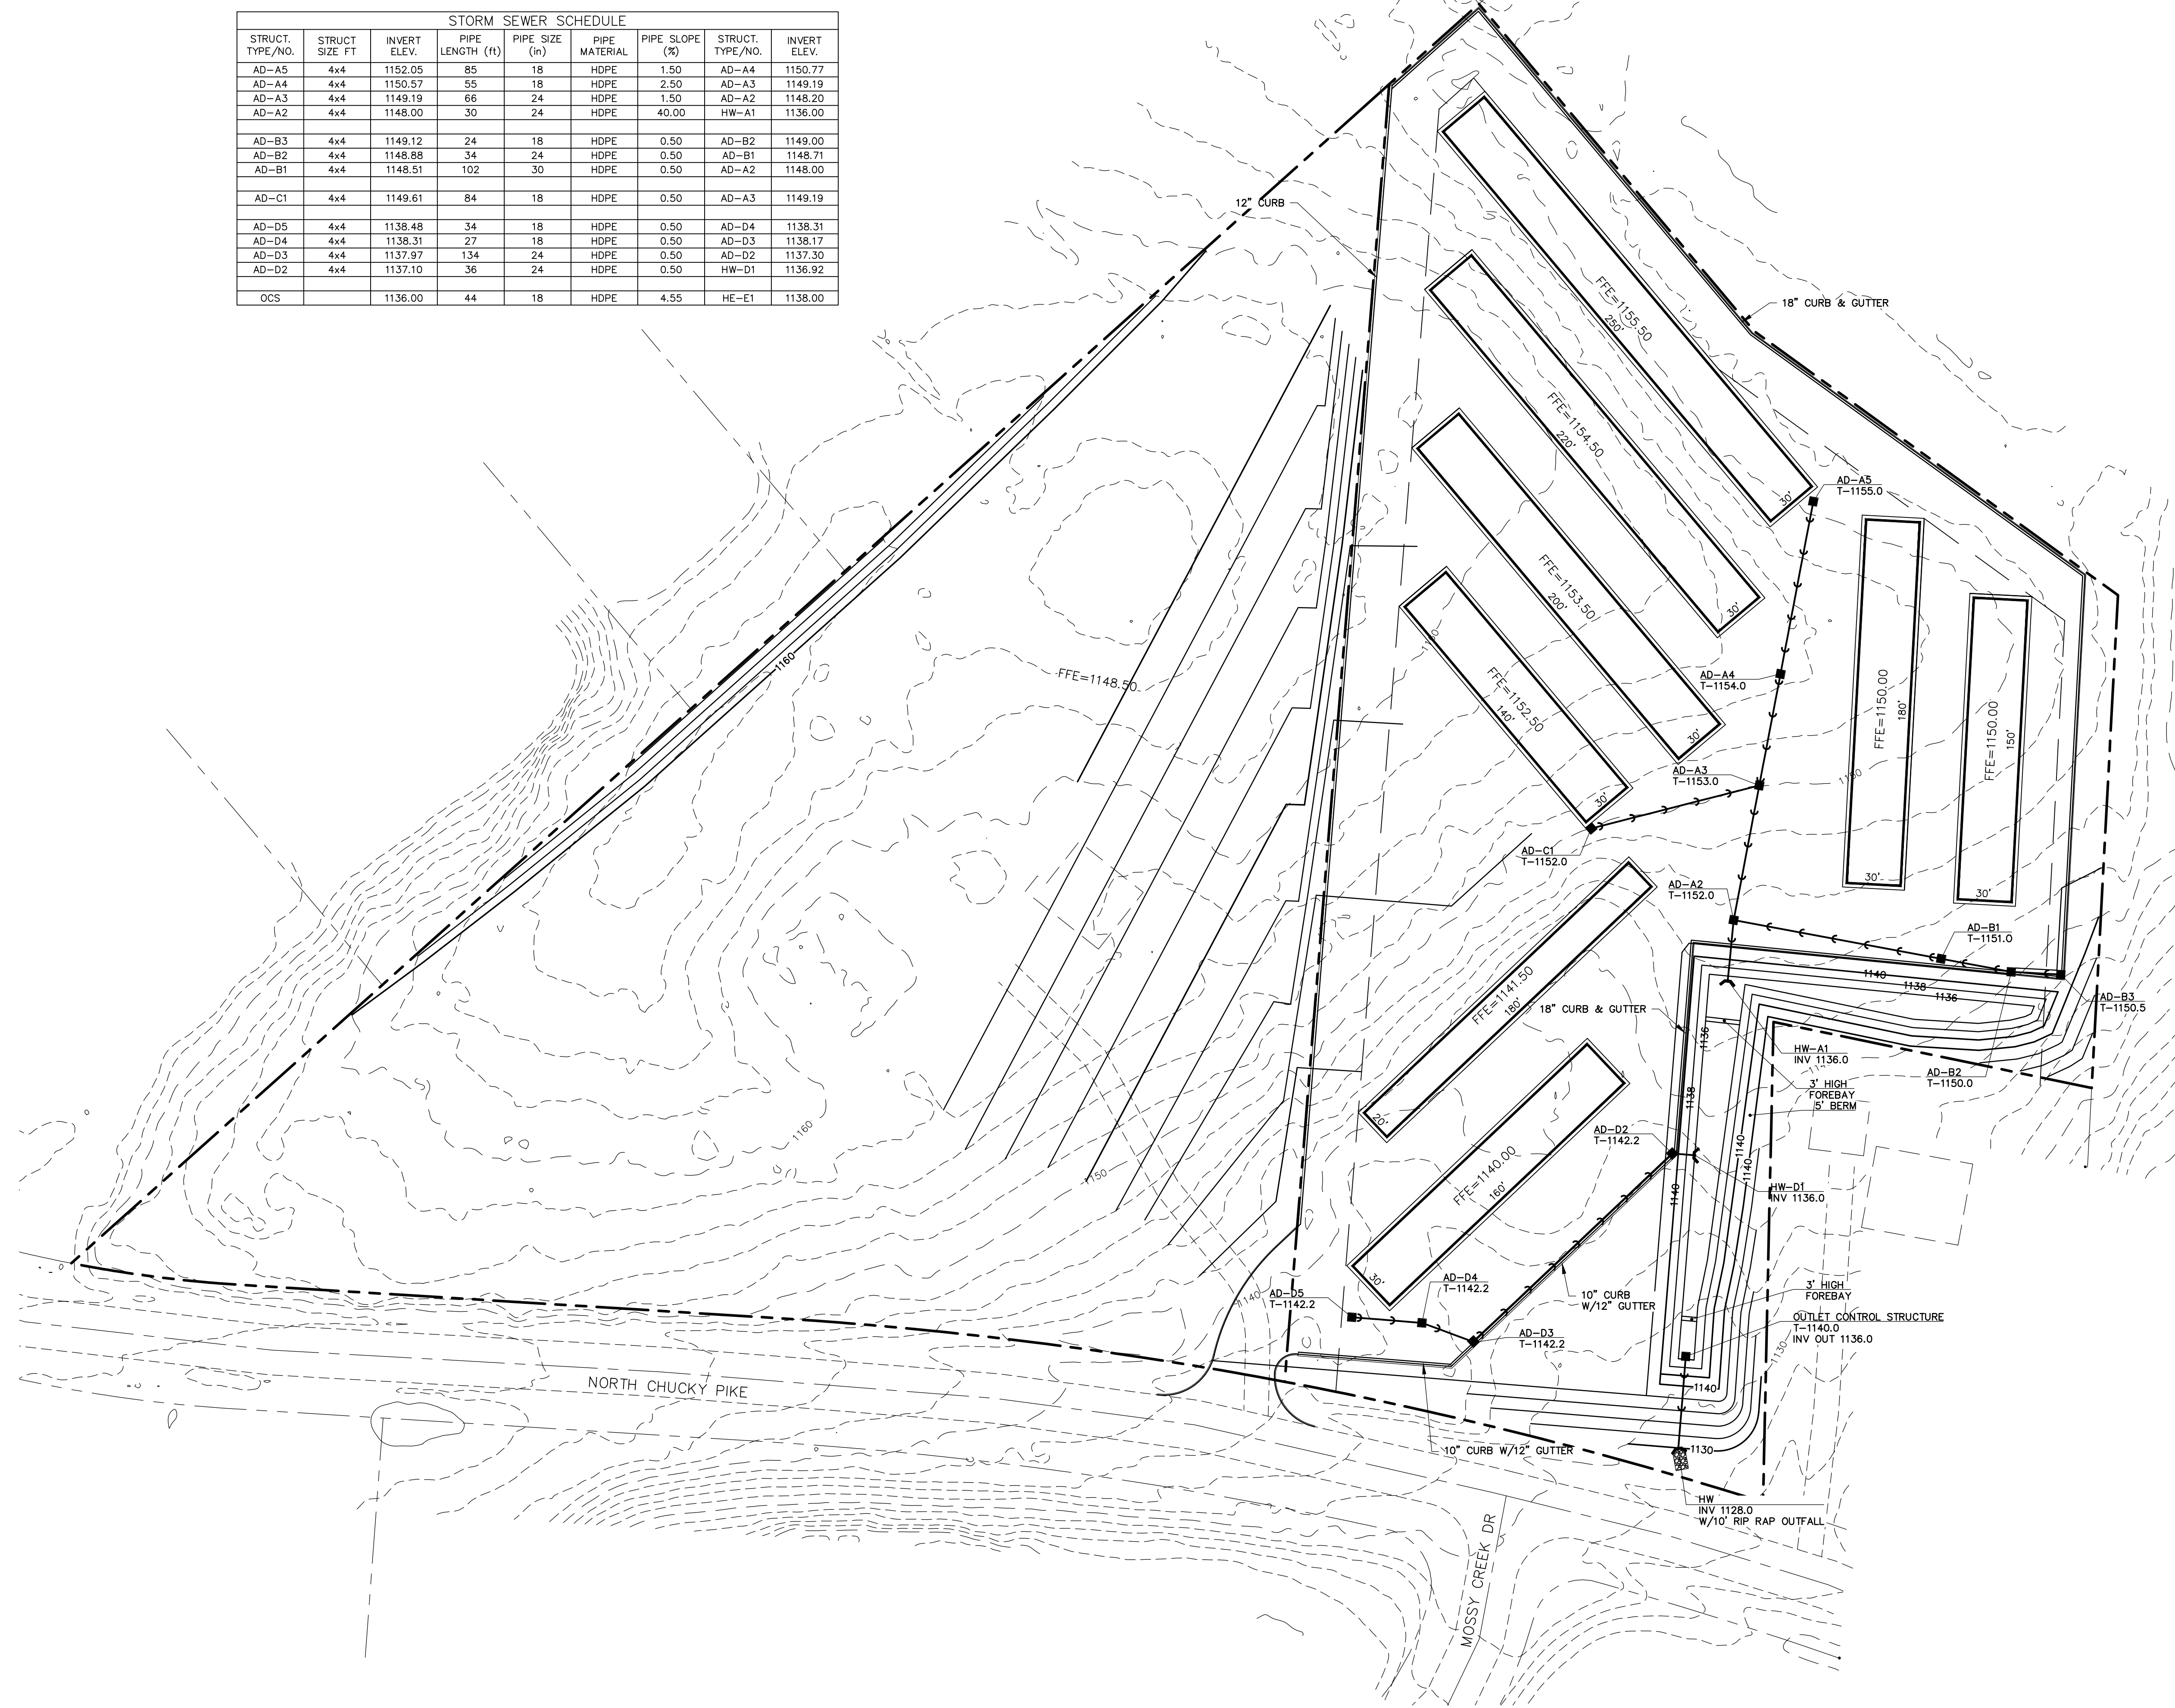 STORM SEWER SCHEDULE
STRUCT. TYPE/NO. STRUCT SIZE FT INVERT ELEV. PIPE LENGTH (ft) PIPE SIZE (in) PIPE MATERIAL PIPE SLOPE (%) STRUCT. TYPE/NO. INVERT ELEV.
AD-A5 4x4 1152.05 85 18 HDPE 1.50 AD-A4 1150.77
AD-A4 4x4 1150.57 55 18 HDPE 2.50 AD-A3 1149.19
AD-A3 4x4 1149.19 66 24 HDPE 1.50 AD-A2 1148.20
AD-A2 4x4 1148.00 30 24 HDPE 40.00 HW-A1 1136.00
AD-B3 4x4 1149.12 24 18 HDPE 0.50 AD-B2 1149.00
AD-B2 4x4 1148.88 34 24 HDPE 0.50 AD-B1 1148.71
AD-B1 4x4 1148.51 102 30 HDPE 0.50 AD-A2 1148.00
AD-C1 4x4 1149.61 84 18 HDPE 0.50 AD-A3 1149.19
AD-D5 4x4 1138.48 34 18 HDPE 0.50 AD-D4 1138.31
AD-D4 4x4 1138.31 27 18 HDPE 0.50 AD-D3 1138.17
AD-D3 4x4 1137.97 134 24 HDPE 0.50 AD-D2 1137.30
AD-D2 4x4 1137.10 36 24 HDPE 0.50 HW-D1 1136.92
OCS 1136.00 44 18 HDPE 4.55 HE-E1 1138.00
12" CURB
18" CURB & GUTTER
FFE=1155.50
250'
30'
FFE=1154.50
220'
30'
FFE=1153.50
200'
30'
FFE=1152.50
140'
30'
AD-A5
T-1155.0
AD-A4
T-1154.0
AD-A3
T-1153.0
AD-C1
T-1152.0
AD-A2
T-1152.0
FFE=1150.00
180'
30'
FFE=1150.00
150'
30'
1150
1150
1160
FFE=1148.50
AD-B1
T-1151.0
AD-B3
T-1150.5
AD-B2
T-1150.0
1140
1138
1136
FFE=1141.50
180'
20'
18" CURB & GUTTER
1136
HW-A1
INV 1136.0
3' HIGH
FOREBAY
5' BERM
1138
1140
1140
1140
AD-D2
T-1142.2
HW-D1
INV 1136.0
FFE=1140.00
160'
30'
1160
1150
1140
AD-D5
T-1142.2
AD-D4
T-1142.2
AD-D3
T-1142.2
10" CURB
W/12" GUTTER
3' HIGH
FOREBAY
OUTLET CONTROL STRUCTURE
T-1140.0
INV OUT 1136.0
1130
1140
NORTH CHUCKY PIKE
10" CURB W/12" GUTTER
1130
HW
INV 1128.0
W/10' RIP RAP OUTFALL
MOSSY CREEK DR